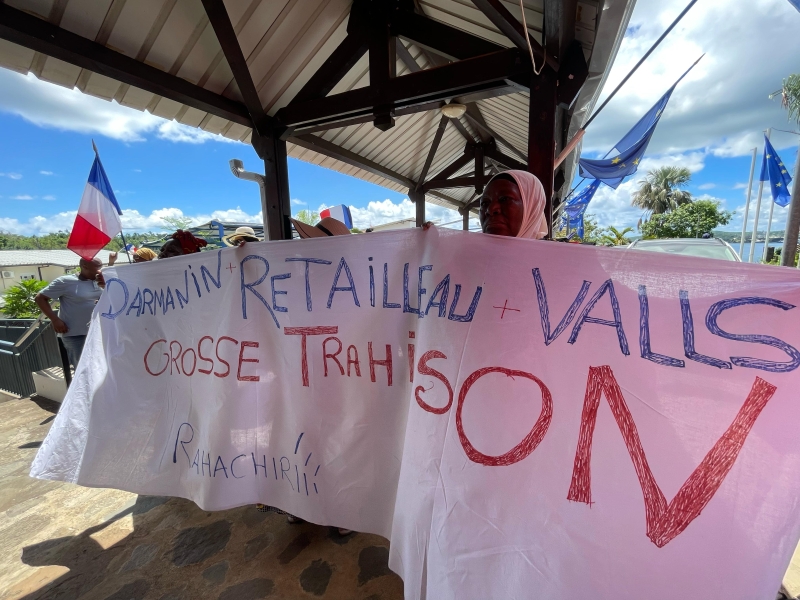 DARMANIN + RETAILLEAU + VALLS
GROSSE TRAHISON
RAHACHIRI!!!